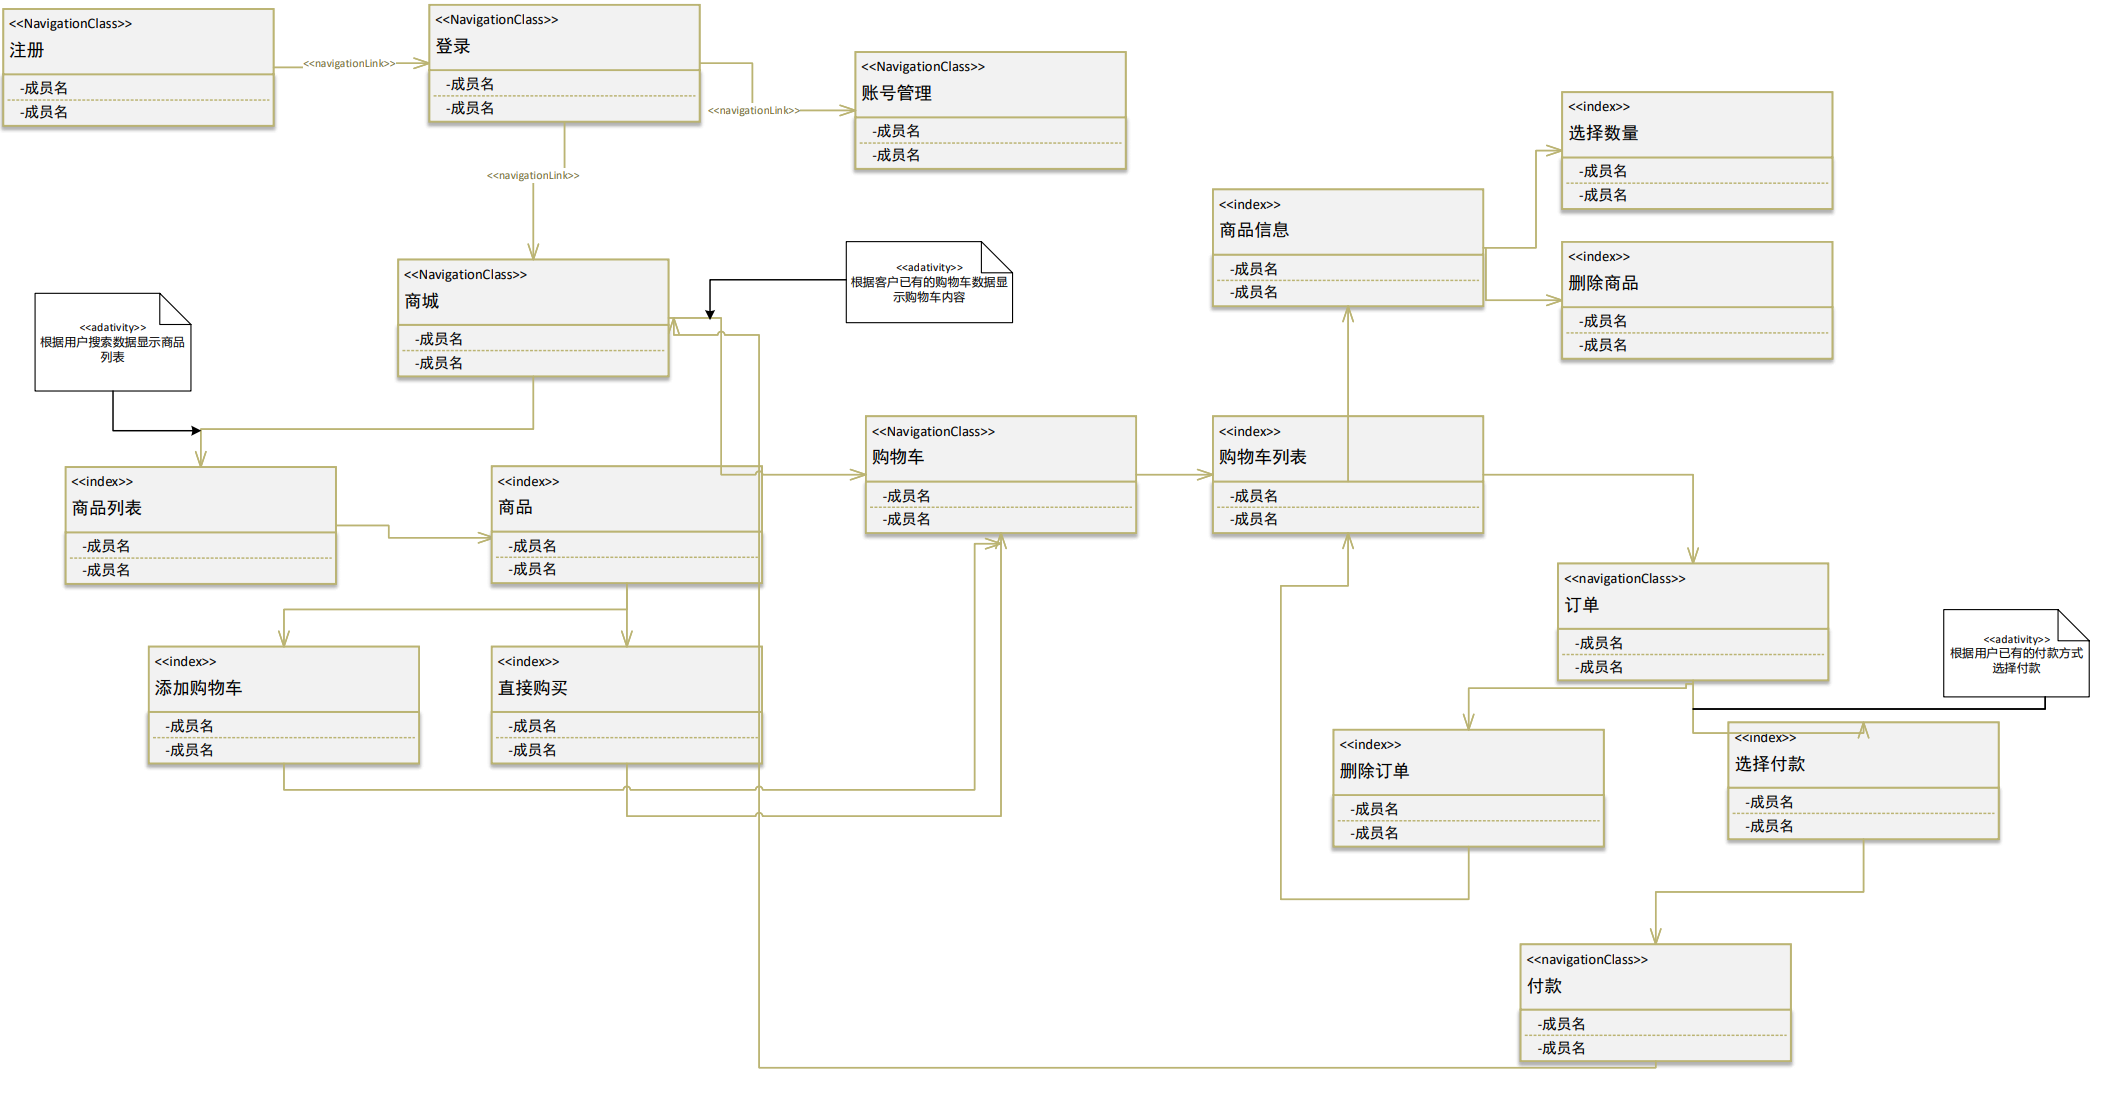 <<NavigationClass>>
注册
-成员名
-成员名
<<navigationLink>>
<<NavigationClass>>
登录
-成员名
-成员名
<<navigationLink>>
<<NavigationClass>>
账号管理
-成员名
-成员名
<<navigationLink>>
<<index>>
选择数量
-成员名
-成员名
<<index>>
商品信息
-成员名
-成员名
<<index>>
删除商品
-成员名
-成员名
<<NavigationClass>>
商城
-成员名
-成员名
<<adativity>>
根据客户已有的购物车数据显
示购物车内容
<<adativity>>
根据用户搜索数据显示商品
列表
<<index>>
商品列表
-成员名
-成员名
<<index>>
商品
-成员名
-成员名
<<NavigationClass>>
购物车
-成员名
-成员名
<<index>>
购物车列表
-成员名
-成员名
<<navigationClass>>
订单
-成员名
-成员名
<<adativity>>
根据用户已有的付款方式
选择付款
<<index>>
添加购物车
-成员名
-成员名
<<index>>
直接购买
-成员名
-成员名
<<index>>
删除订单
-成员名
-成员名
<<index>>
选择付款
-成员名
-成员名
<<navigationClass>>
付款
-成员名
-成员名